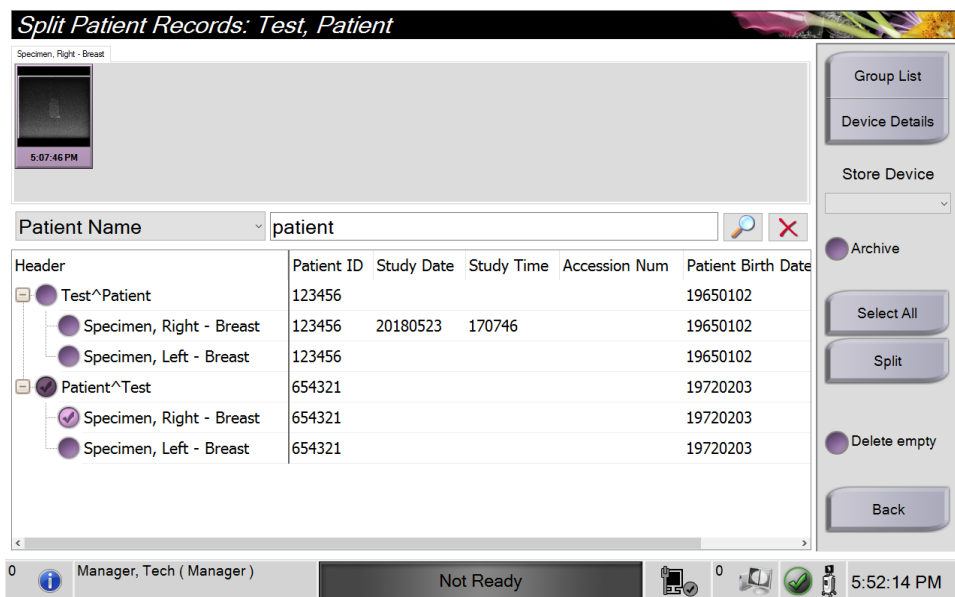 Split Patient Records: Test, Patient
Specimen, Right - Breast
5:07:46 PM
Group List
Device Details
Store Device
Patient Name patient
Archive
Header Patient ID Study Date Study Time Accession Num Patient Birth Date
Test^Patient 123456 19650102
Specimen, Right - Breast 123456 20180523 170746 19650102
Specimen, Left - Breast 123456 19650102
Patient^Test 654321 19720203
Specimen, Right - Breast 654321 19720203
Specimen, Left - Breast 654321 19720203
Select All
Split
Delete empty
Back
0 Manager, Tech ( Manager ) Not Ready 0 5:52:14 PM